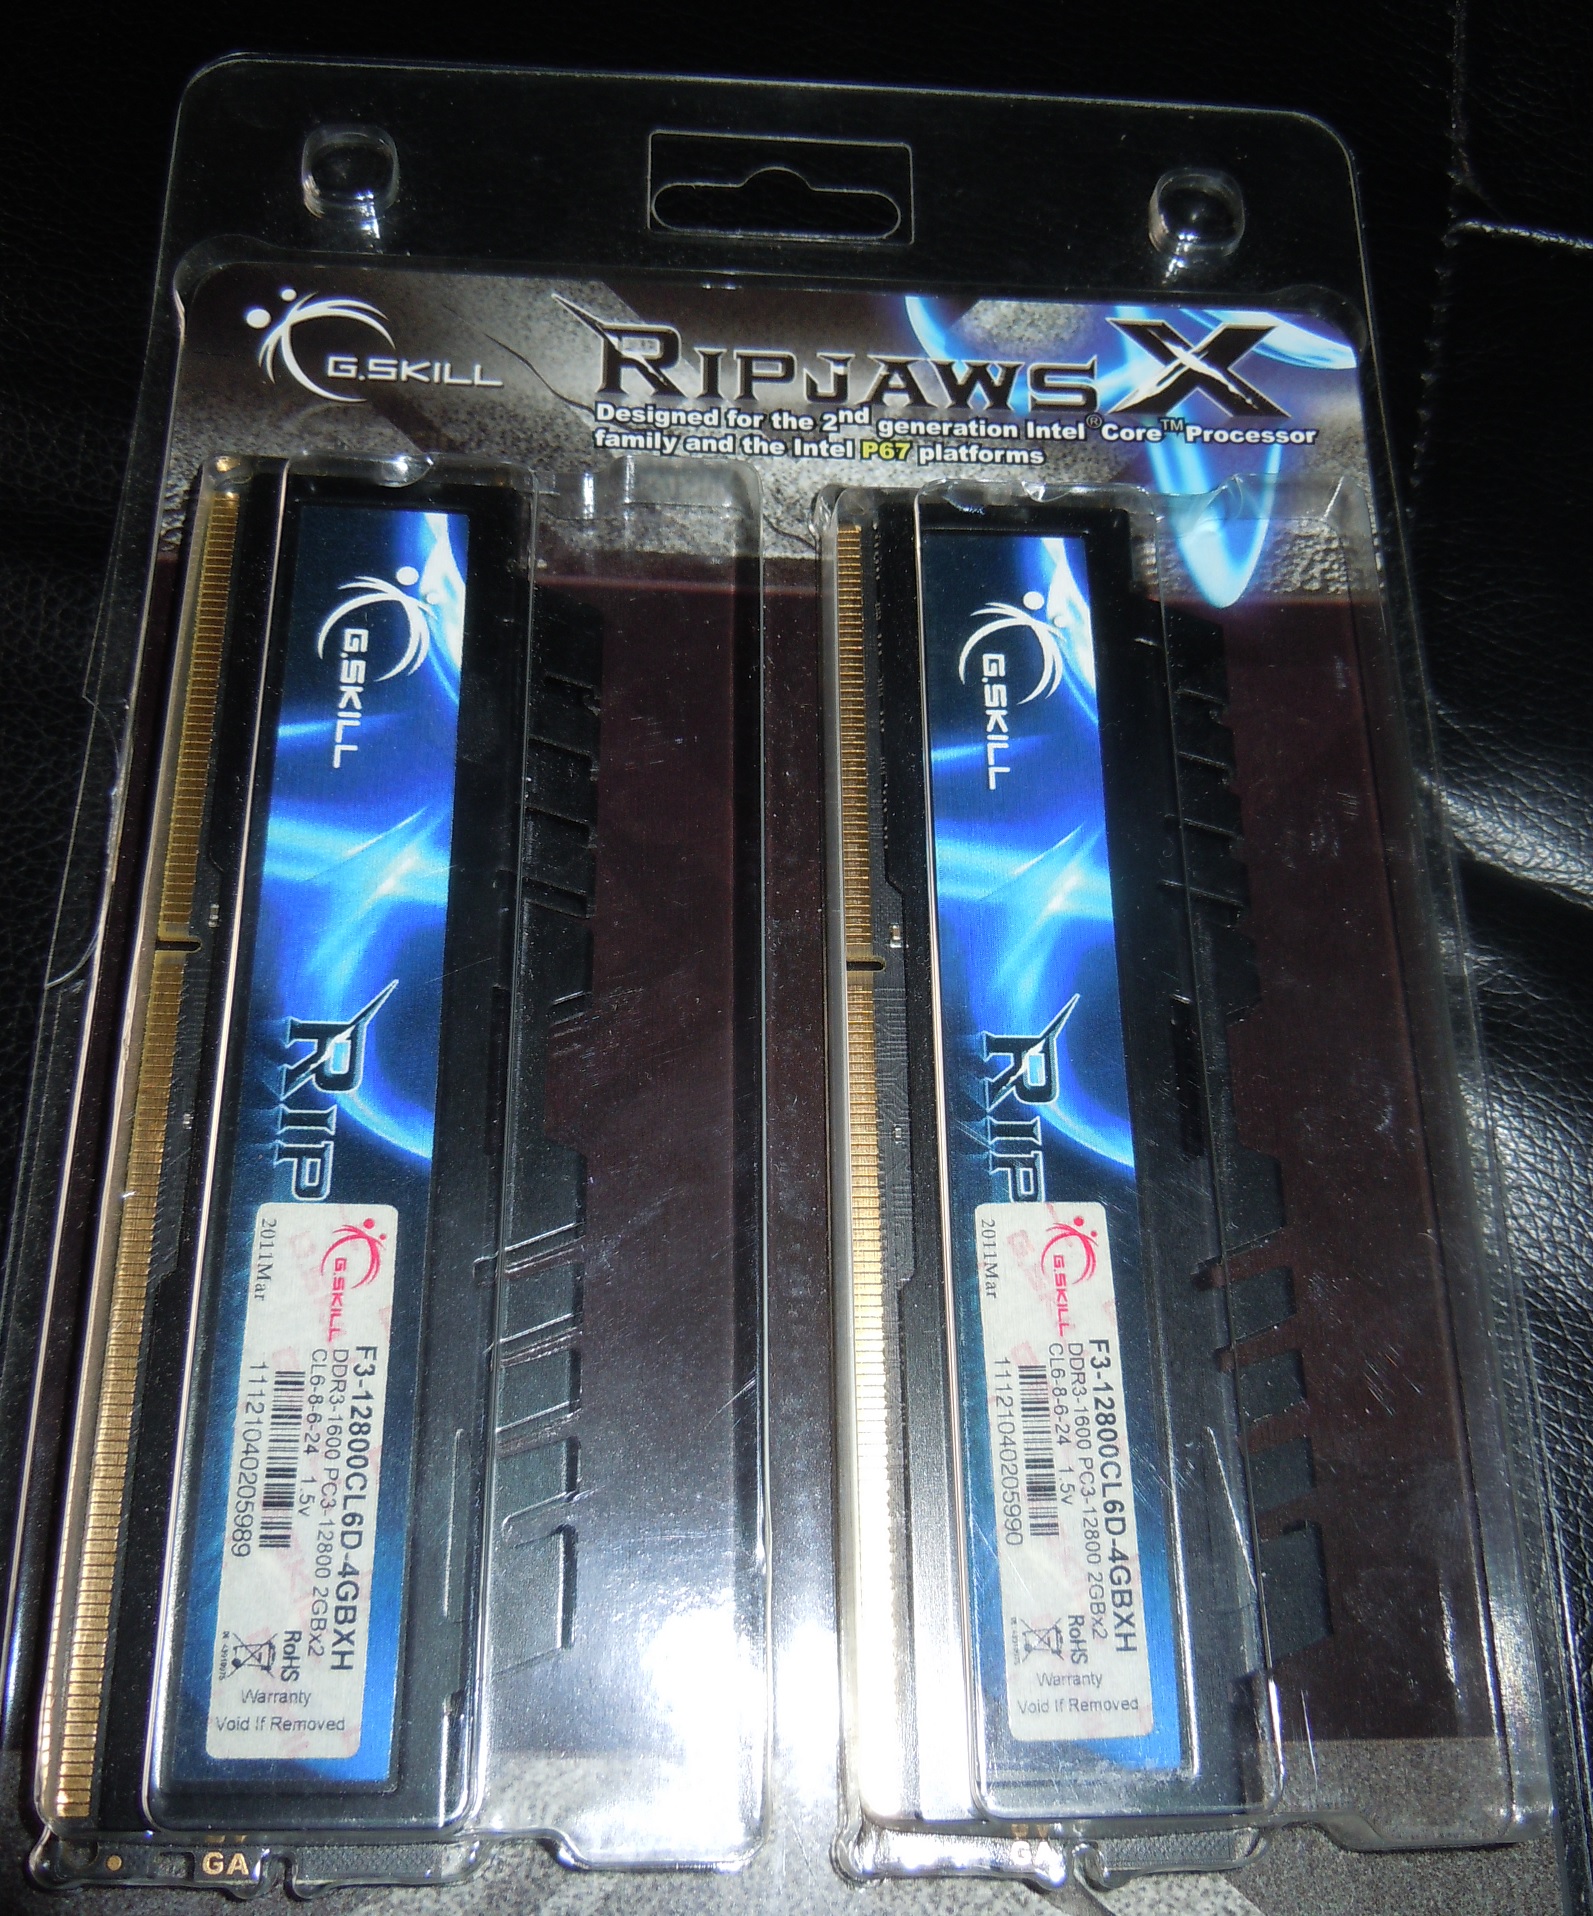 G.SKILL
RIPJAWS X
Designed for the 2nd generation Intel® Core™ Processor
family and the Intel P67 platforms
G.SKILL
RIP
G.SKILL
2011Mar
F3-12800CL6D-4GBXH
DDR3-1600 PC3-12800 2GBx2
CL6-8-6-24 1.5v
11121040205989
RoHS
Warranty
Void If Removed
GA
G.SKILL
RIP
G.SKILL
2011Mar
F3-12800CL6D-4GBXH
DDR3-1600 PC3-12800 2GBx2
CL6-8-6-24 1.5v
11121040205990
RoHS
Warranty
Void If Removed
GA